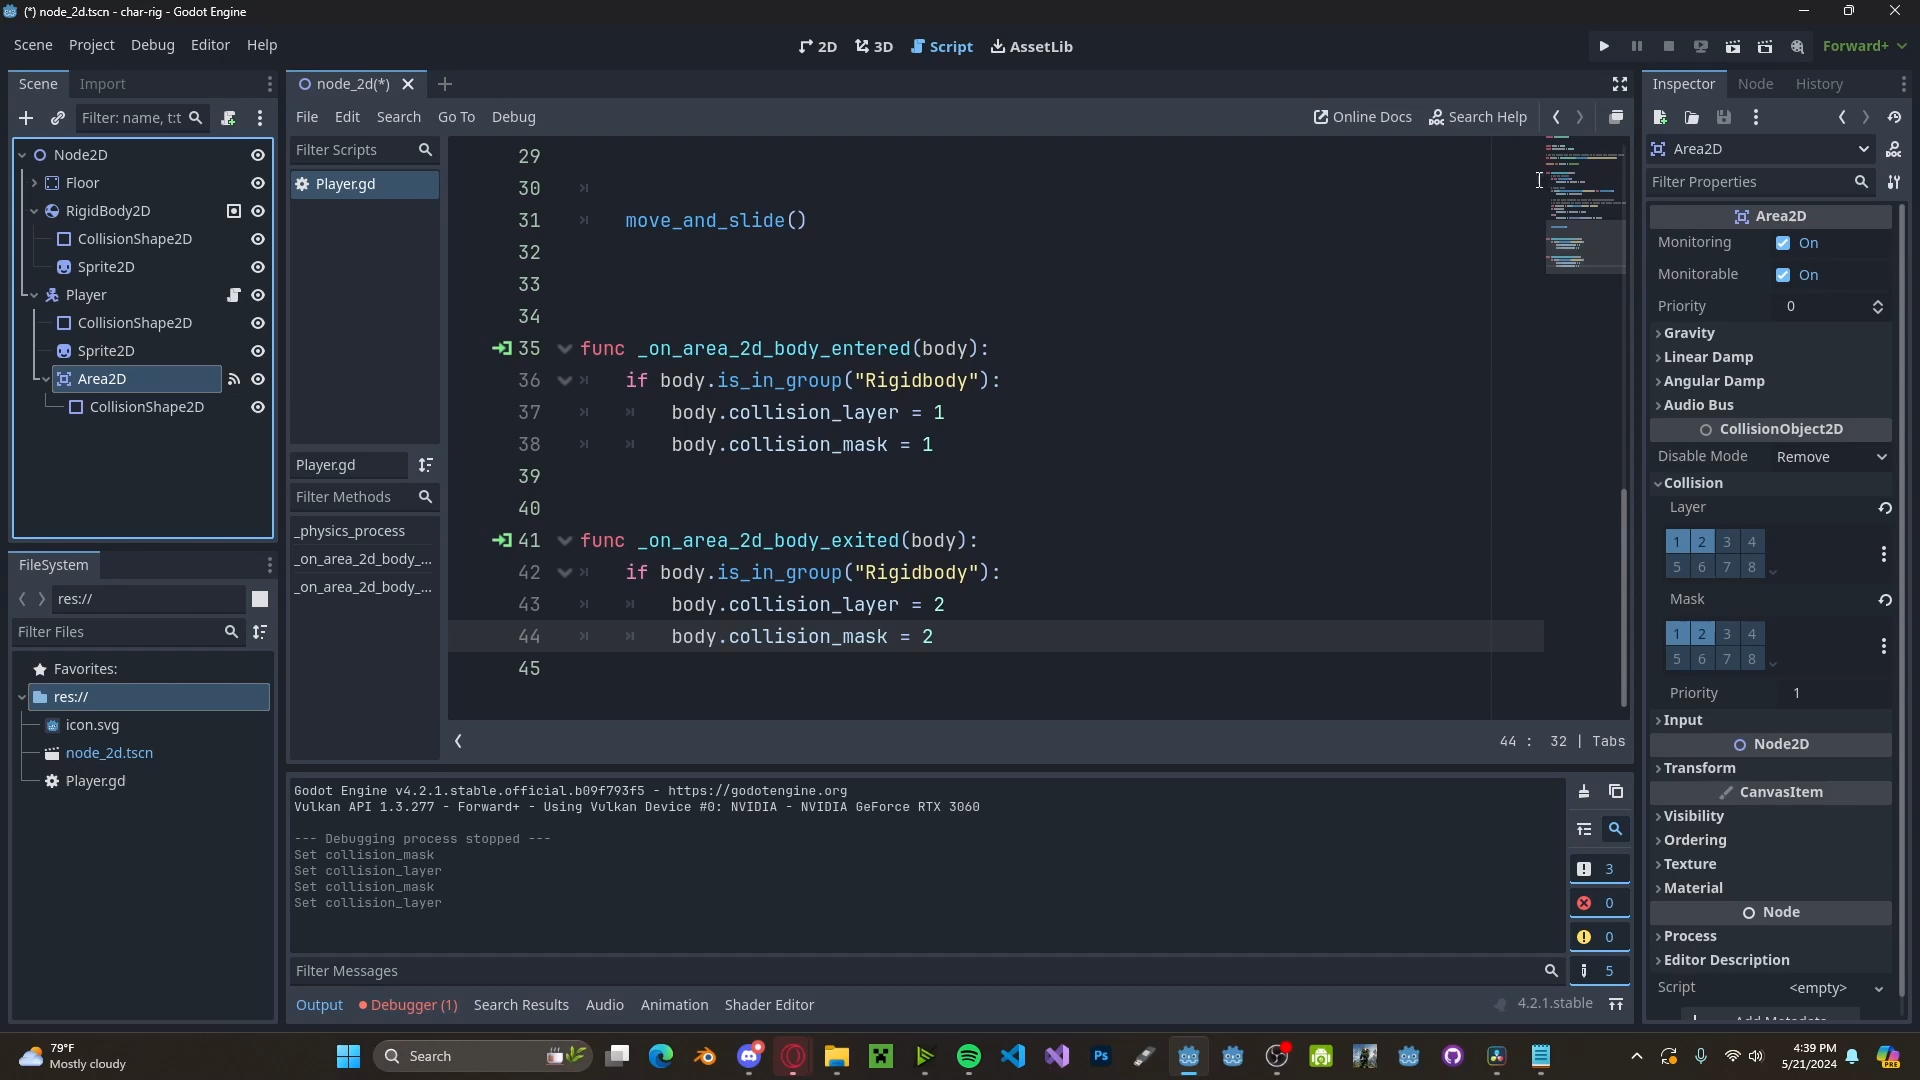 (*) node_2d.tscn - char-rig - Godot Engine
Scene Project Debug Editor Help
2D 3D Script AssetLib
Forward+
Scene Import
Filter: name, t:t
Node2D
Floor
RigidBody2D
CollisionShape2D
Sprite2D
Player
CollisionShape2D
Sprite2D
Area2D
CollisionShape2D
FileSystem
res://
Filter Files
Favorites:
res://
icon.svg
node_2d.tscn
Player.gd
node_2d(*)
File Edit Search Go To Debug
Online Docs Search Help
Filter Scripts
Player.gd
Player.gd
Filter Methods
_physics_process
_on_area_2d_body_...
_on_area_2d_body_...
29
30
31 move_and_slide()
32
33
34
35 func _on_area_2d_body_entered(body):
36 if body.is_in_group("Rigidbody"):
37 body.collision_layer = 1
38 body.collision_mask = 1
39
40
41 func _on_area_2d_body_exited(body):
42 if body.is_in_group("Rigidbody"):
43 body.collision_layer = 2
44 body.collision_mask = 2
45
44 : 32 | Tabs
Godot Engine v4.2.1.stable.official.b09f793f5 - https://godotengine.org
Vulkan API 1.3.277 - Forward+ - Using Vulkan Device #0: NVIDIA - NVIDIA GeForce RTX 3060
--- Debugging process stopped ---
Set collision_mask
Set collision_layer
Set collision_mask
Set collision_layer
3
0
0
5
Filter Messages
Output Debugger (1) Search Results Audio Animation Shader Editor
4.2.1.stable
Inspector Node History
Area2D
Filter Properties
Area2D
Monitoring On
Monitorable On
Priority 0
Gravity
Linear Damp
Angular Damp
Audio Bus
CollisionObject2D
Disable Mode Remove
Collision
Layer
1 2 3 4
5 6 7 8
Mask
1 2 3 4
5 6 7 8
Priority 1
Input
Node2D
Transform
CanvasItem
Visibility
Ordering
Texture
Material
Node
Process
Editor Description
Script <empty>
Add Metadata
79°F
Mostly cloudy
Search
Ps
4:39 PM
5/21/2024
PRE